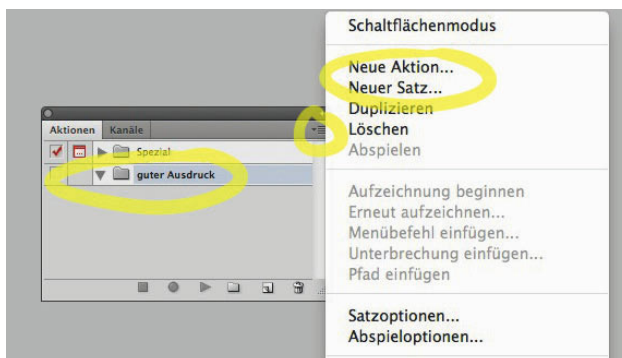 Schaltflächenmodus
Neue Aktion...
Neuer Satz...
Duplizieren
Löschen
Abspielen
Aufzeichnung beginnen
Erneut aufzeichnen...
Menübefehl einfügen...
Unterbrechung einfügen...
Pfad einfügen
Satzoptionen...
Abspieloptionen...
Aktionen Kanäle
Spezial
guter Ausdruck